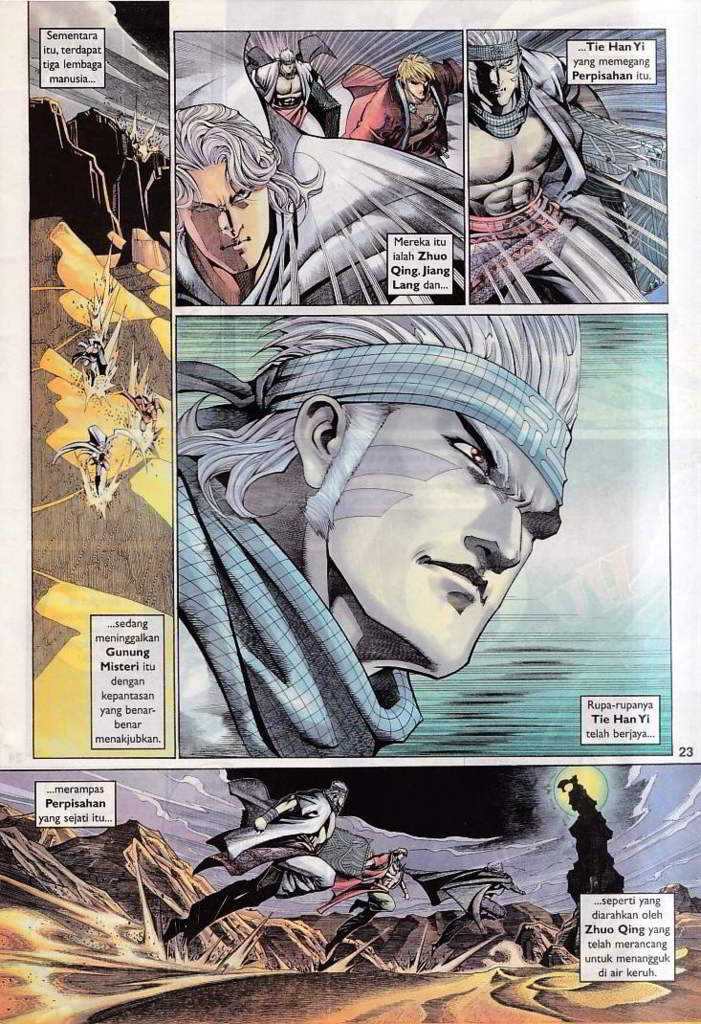 Sementara
itu, terdapat
tiga lembaga
manusia...
...sedang
meninggalkan
Gunung
Misteri itu
dengan
kepantasan
yang benar-
benar
menakjubkan.
Mereka itu
ialah Zhuo
Qing, Jiang
Lang dan...
...Tie Han Yi
yang memegang
Perpisahan itu.
Rupa-rupanya
Tie Han Yi
telah berjaya...
23
...merampas
Perpisahan
yang sejati itu...
...seperti yang
diarahkan oleh
Zhuo Qing yang
telah merancang
untuk menangguk
di air keruh.